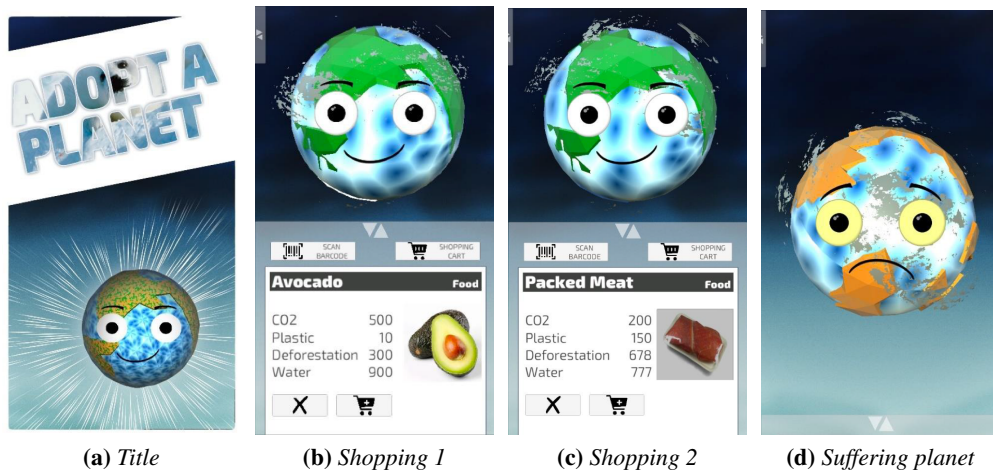 ADOPT A
PLANET
SCAN
BARCODE
SHOPPING
CART
Avocado Food
CO2 500
Plastic 10
Deforestation 300
Water 900
X
SCAN
BARCODE
SHOPPING
CART
Packed Meat Food
CO2 200
Plastic 150
Deforestation 678
Water 777
X
(a) Title
(b) Shopping 1
(c) Shopping 2
(d) Suffering planet